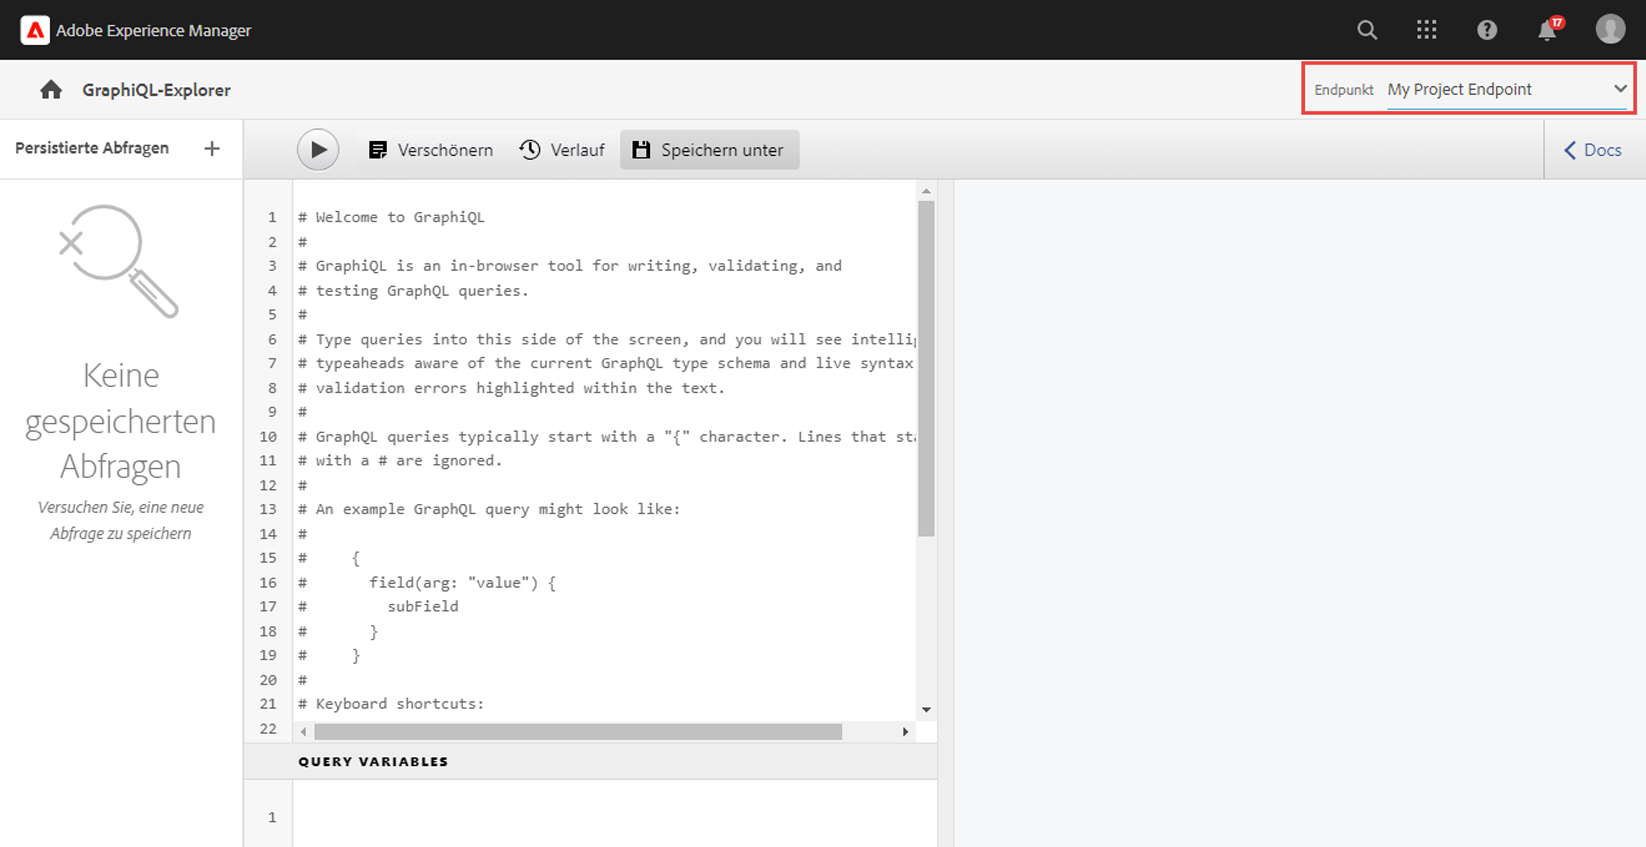 Adobe Experience Manager
17
GraphiQL-Explorer
Endpunkt My Project Endpoint
Persistierte Abfragen +
Verschönern Verlauf Speichern unter
Docs
Keine
gespeicherten
Abfragen
Versuchen Sie, eine neue
Abfrage zu speichern
1 # Welcome to GraphiQL
2 #
3 # GraphiQL is an in-browser tool for writing, validating, and
4 # testing GraphQL queries.
5 #
6 # Type queries into this side of the screen, and you will see intellig
7 # typeaheads aware of the current GraphQL type schema and live syntax
8 # validation errors highlighted within the text.
9 #
10 # GraphQL queries typically start with a "{" character. Lines that sta
11 # with a # are ignored.
12 #
13 # An example GraphQL query might look like:
14 #
15 #     {
16 #       field(arg: "value") {
17 #         subField
18 #       }
19 #     }
20 #
21 # Keyboard shortcuts:
22
QUERY VARIABLES
1